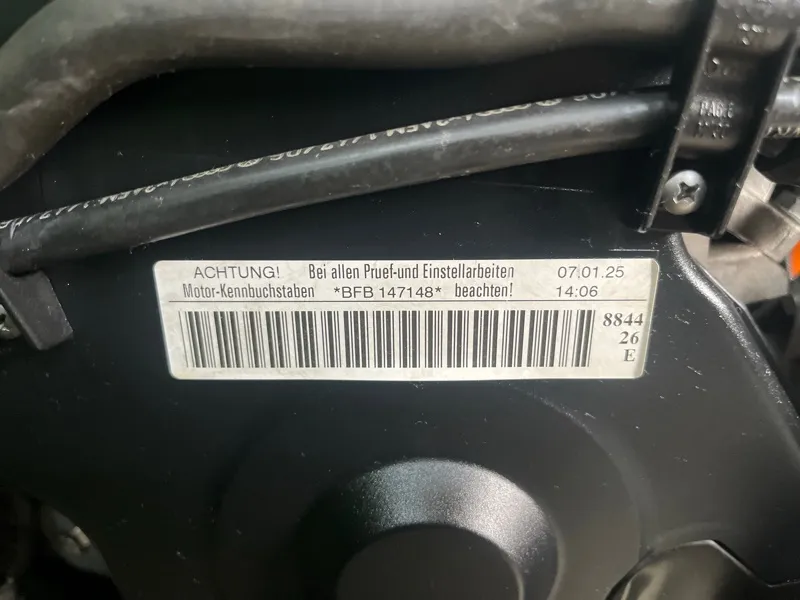 ACHTUNG! Bei allen Pruef-und Einstellarbeiten 07.01.25
Motor-Kennbuchstaben *BFB 147148* beachten! 14:06
8844
26
E